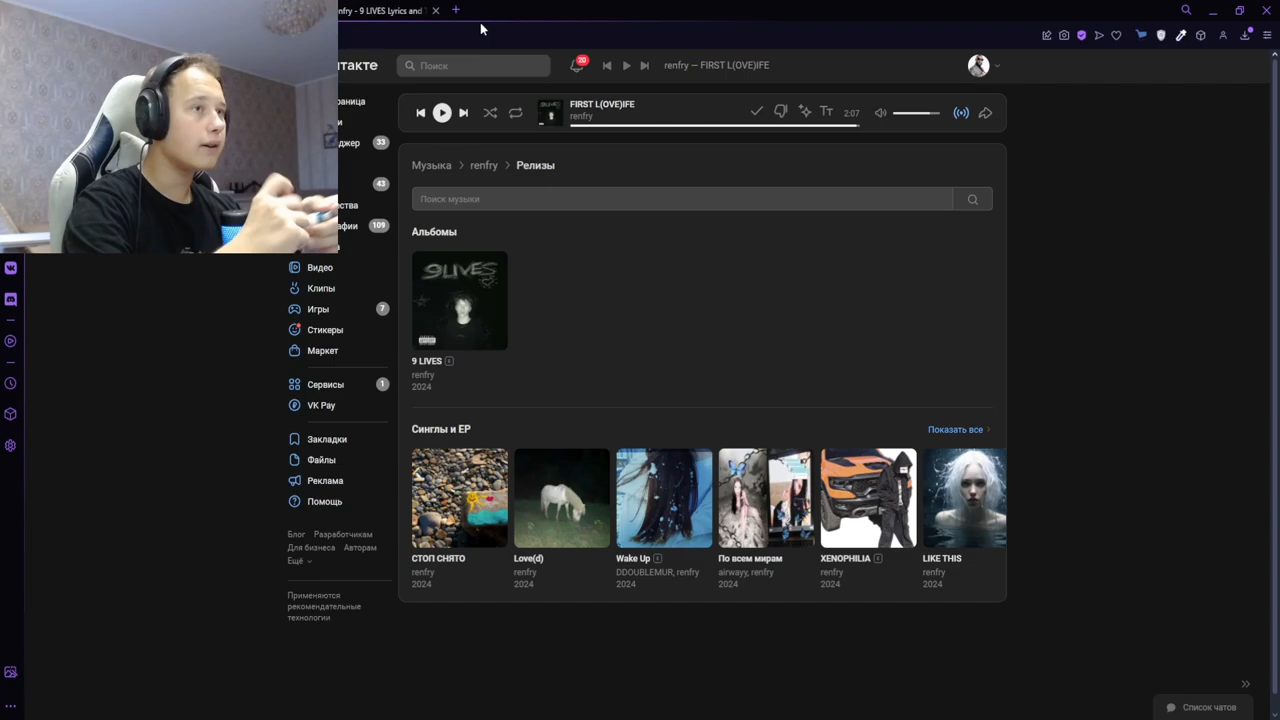 nfry - 9 LIVES Lyrics and
нтакте
Поиск
20
renfry — FIRST L(OVE)IFE
FIRST L(OVE)IFE
renfry
2:07
раница
джер
33
43
ества
афии
109
Видео
Клипы
Игры
7
Стикеры
Маркет
Сервисы
1
VK Pay
Закладки
Файлы
Реклама
Помощь
Блог Разработчикам
Для бизнеса Авторам
Ещё
Применяются
рекомендательные
технологии
Музыка > renfry > Релизы
Поиск музыки
Альбомы
9LIVES
9 LIVES E
renfry
2024
Синглы и EP
Показать все
СТОП СНЯТО
renfry
2024
Love(d)
renfry
2024
Wake Up E
DDOUBLEMUR, renfry
2024
По всем мирам
airwayy, renfry
2024
XENOPHILIA E
renfry
2024
LIKE THIS
renfry
2024
Список чатов